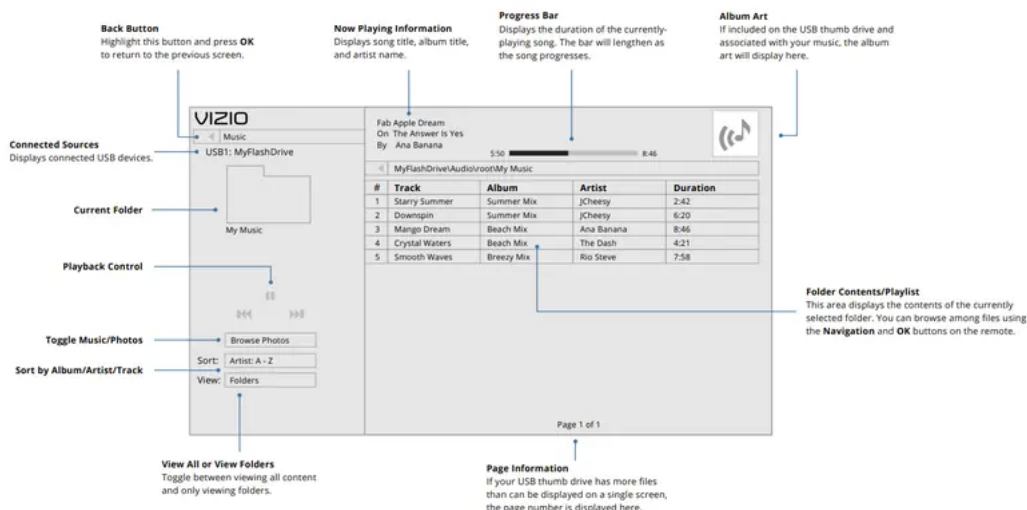 Back Button
Highlight this button and press OK
to return to the previous screen.
Now Playing Information
Displays song title, album title,
and artist name.
Progress Bar
Displays the duration of the currently-
playing song. The bar will lengthen as
the song progresses.
Album Art
If included on the USB thumb drive and
associated with your music, the album
art will display here.
Connected Sources
Displays connected USB devices.
Current Folder
Playback Control
Toggle Music/Photos
Sort by Album/Artist/Track
VIZIO
Music
USB1: MyFlashDrive
My Music
Browse Photos
Sort: Artist: A - Z
View: Folders
Fab Apple Dream
On The Answer Is Yes
By Ana Banana
5:50 8:46
MyFlashDrive\Audio\root\My Music
# Track Album Artist Duration
1 Starry Summer Summer Mix JCheesy 2:42
2 Downspin Summer Mix JCheesy 6:20
3 Mango Dream Beach Mix Ana Banana 8:46
4 Crystal Waters Beach Mix The Dash 4:21
5 Smooth Waves Breezy Mix Rio Steve 7:58
Page 1 of 1
Folder Contents/Playlist
This area displays the contents of the currently
selected folder. You can browse among files using
the Navigation and OK buttons on the remote.
View All or View Folders
Toggle between viewing all content
and only viewing folders.
Page Information
If your USB thumb drive has more files
than can be displayed on a single screen,
the page number is displayed here.